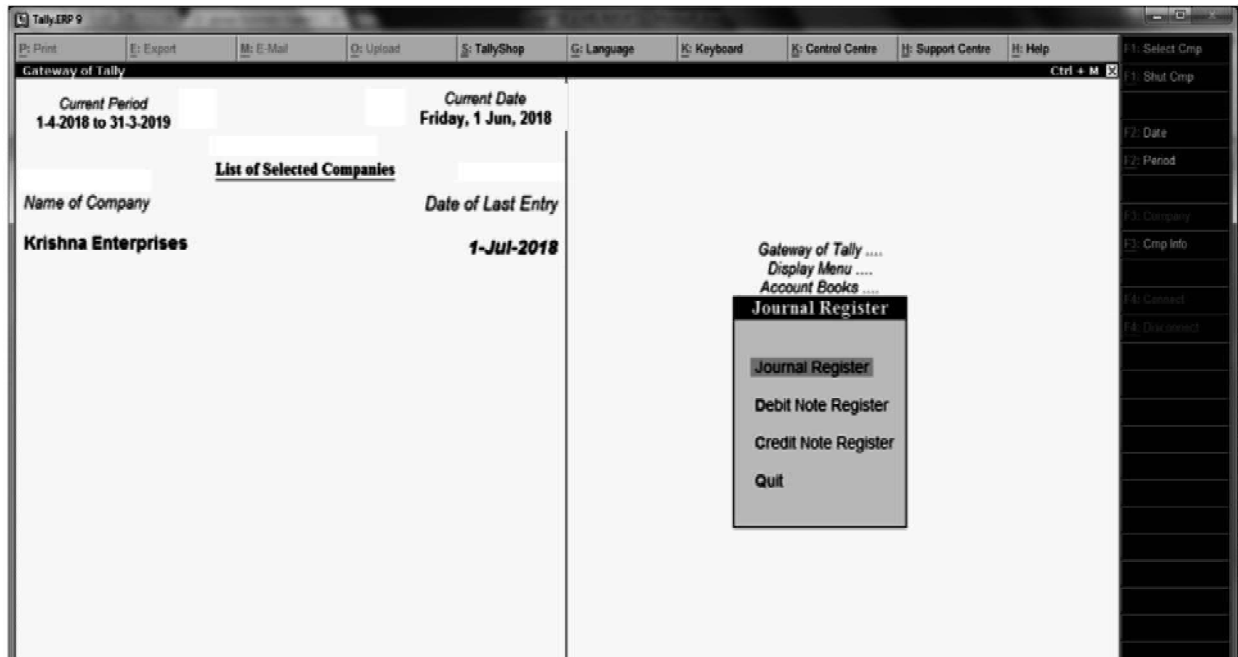 Tally.ERP 9
P: Print E: Export M: E-Mail O: Upload S: TallyShop G: Language K: Keyboard K: Control Centre H: Support Centre H: Help
Gateway of Tally Ctrl + M
Current Period
1-4-2018 to 31-3-2019
Current Date
Friday, 1 Jun, 2018
List of Selected Companies
Name of Company Date of Last Entry
Krishna Enterprises 1-Jul-2018
Gateway of Tally ....
Display Menu ....
Account Books ....
Journal Register
Journal Register
Debit Note Register
Credit Note Register
Quit
F1: Select Cmp
F1: Shut Cmp
F2: Date
F2: Period
F3: Company
F3: Cmp Info
F4: Connect
F4: Disconnect